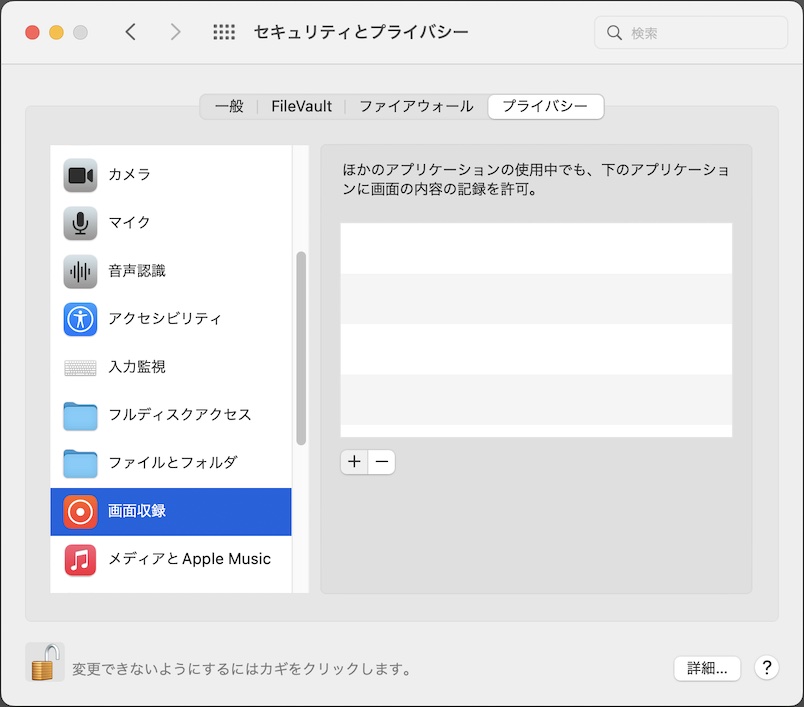 セキュリティとプライバシー
検索
一般
FileVault
ファイアウォール
プライバシー
カメラ
マイク
音声認識
アクセシビリティ
入力監視
フルディスクアクセス
ファイルとフォルダ
画面収録
メディアとApple Music
ほかのアプリケーションの使用中でも、下のアプリケーショ
ンに画面の内容の記録を許可。
+
−
変更できないようにするにはカギをクリックします。
詳細...
?